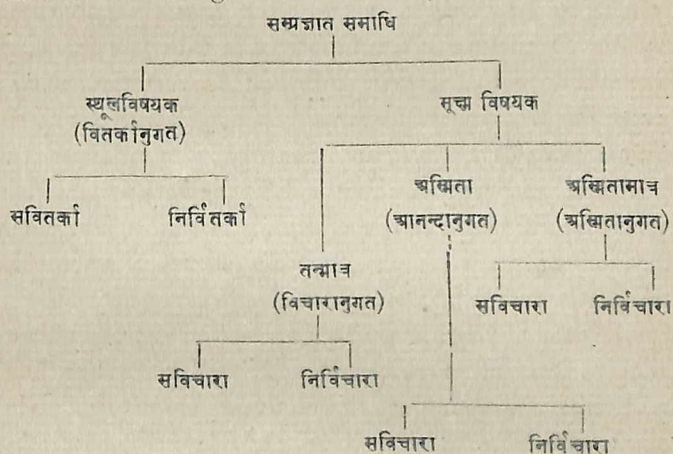 सम्प्रज्ञात समाधि
स्थूलविषयक
(वितर्कानुगत)
सूक्ष्म विषयक
सवितर्का
निर्वितर्का
अस्मिता
(आनन्दानुगत)
अस्मितामात्र
(अस्मितानुगत)
तन्मात्र
(विचारानुगत)
सविचारा
निर्विचारा
सविचारा
निर्विचारा
सविचारा
निर्विचारा